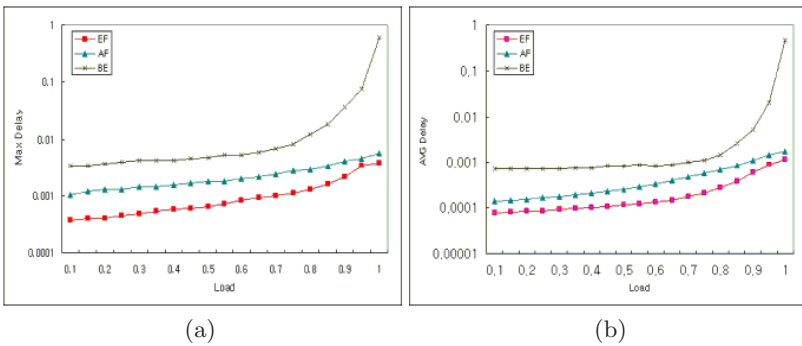 1
0.1
0.01
0.001
0.0001
Max Delay
EF
AF
BE
0.1 0.2 0.3 0.4 0.5 0.6 0.7 0.8 0.9 1
Load
(a)
1
0,1
0,01
0,001
0,0001
0,00001
AVG Delay
EF
AF
BE
0,1 0,2 0,3 0,4 0,5 0,6 0,7 0,8 0,9 1
Load
(b)